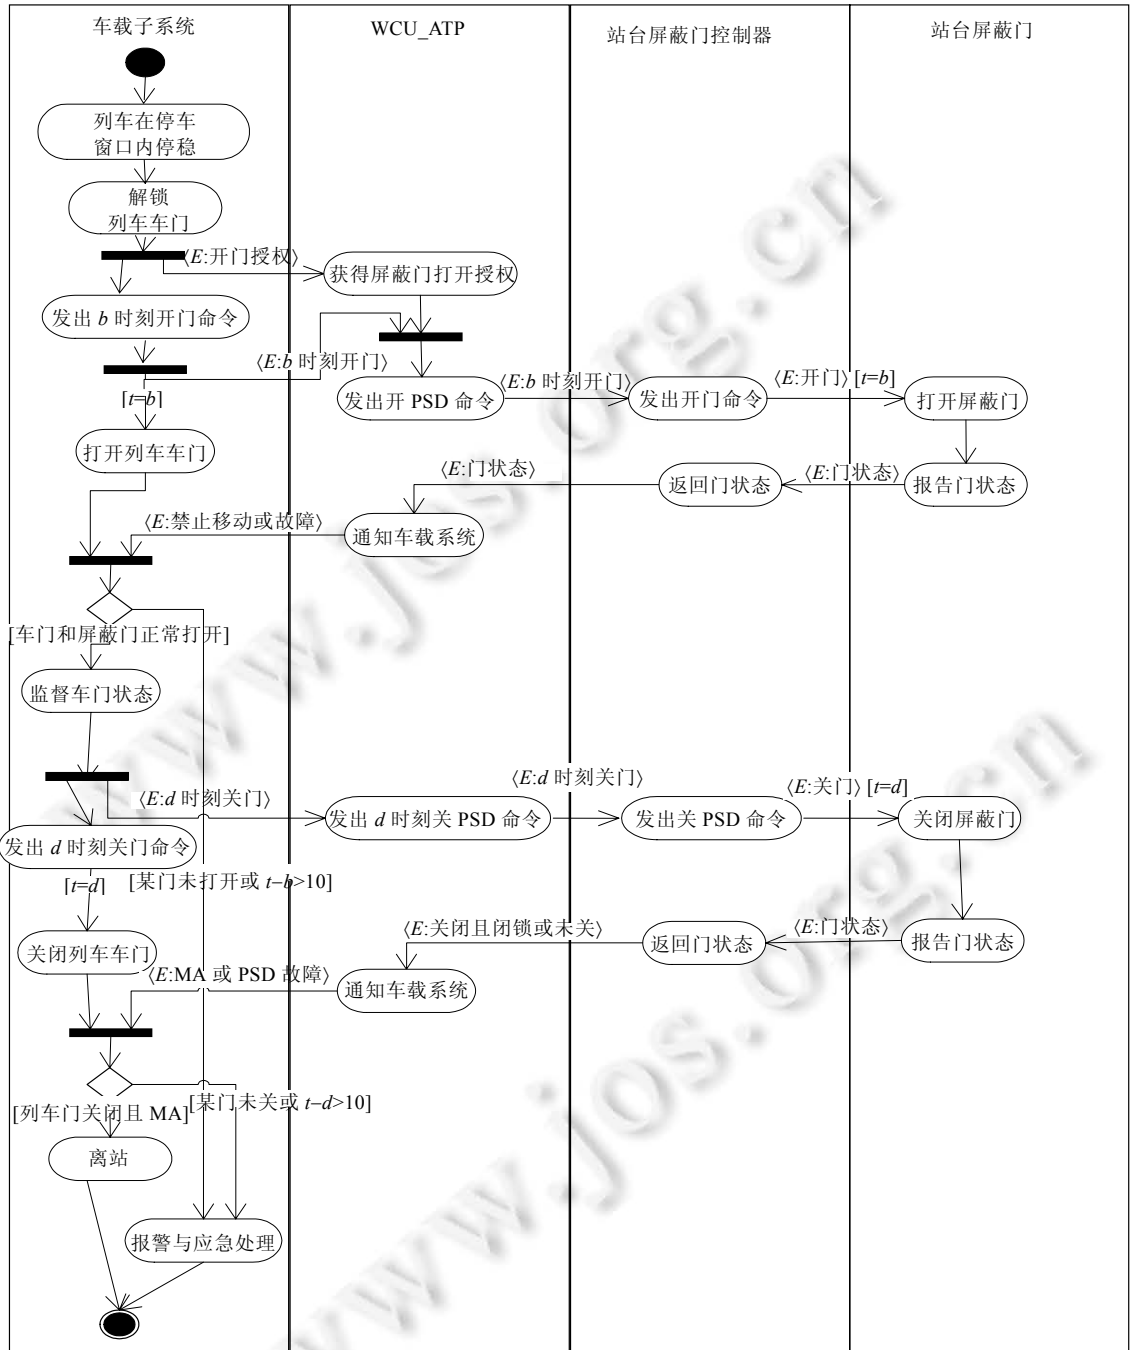 车载子系统
WCU_ATP
站台屏蔽门控制器
站台屏蔽门
列车在停车
窗口内停稳
解锁
列车车门
⟨E:开门授权⟩
获得屏蔽门打开授权
发出 b 时刻开门命令
⟨E:b 时刻开门⟩
[t=b]
发出开 PSD 命令
⟨E:b 时刻开门⟩
发出开门命令
⟨E:开门⟩ [t=b]
打开屏蔽门
打开列车车门
⟨E:门状态⟩
返回门状态
⟨E:门状态⟩
报告门状态
⟨E:禁止移动或故障⟩
通知车载系统
[车门和屏蔽门正常打开]
监督车门状态
⟨E:d 时刻关门⟩
发出 d 时刻关 PSD 命令
⟨E:d 时刻关门⟩
发出关 PSD 命令
⟨E:关门⟩ [t=d]
关闭屏蔽门
发出 d 时刻关门命令
[t=d]
[某门未打开或 t–b>10]
关闭列车车门
⟨E:关闭且闭锁或未关⟩
返回门状态
⟨E:门状态⟩
报告门状态
⟨E:MA 或 PSD 故障⟩
通知车载系统
[列车门关闭且 MA]
[某门未关或 t–d>10]
离站
报警与应急处理
www.jos.org.cn
www.jos.org.cn